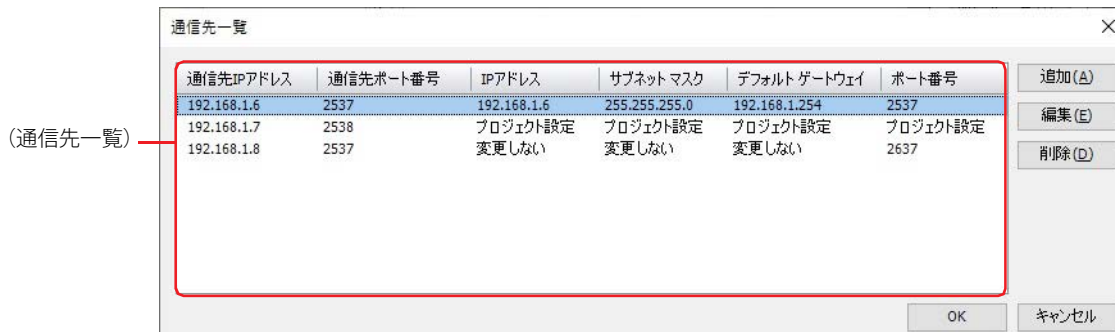 通信先一覧
通信先IPアドレス 通信先ポート番号 IPアドレス サブネットマスク デフォルトゲートウェイ ポート番号
192.168.1.6 2537 192.168.1.6 255.255.255.0 192.168.1.254 2537
192.168.1.7 2538 プロジェクト設定 プロジェクト設定 プロジェクト設定 プロジェクト設定
192.168.1.8 2537 変更しない 変更しない 変更しない 2637
追加(A)
編集(E)
削除(D)
(通信先一覧)
OK キャンセル